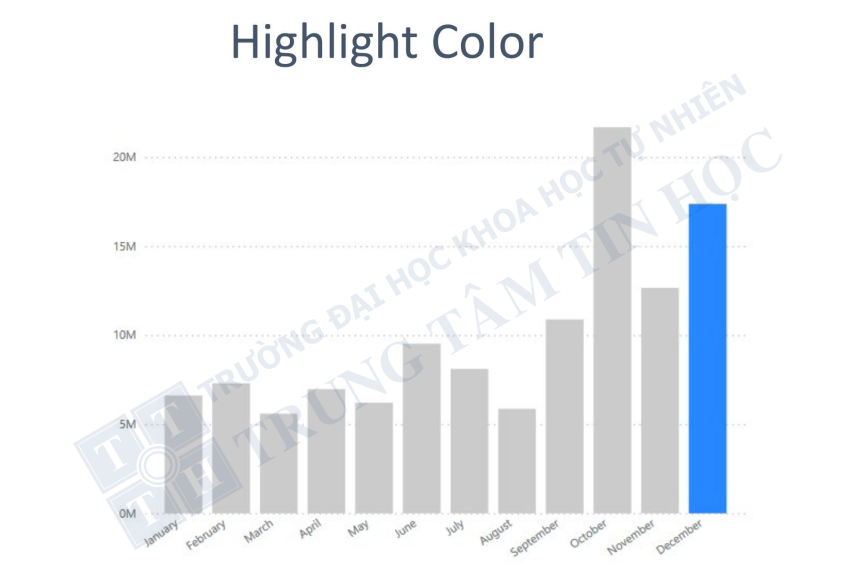 Highlight Color
20M
15M
10M
5M
0M
January
February
March
April
May
June
July
August
September
October
November
December
TRƯỜNG ĐẠI HỌC KHOA HỌC TỰ NHIÊN
TRUNG TÂM TIN HỌC
T T
T H